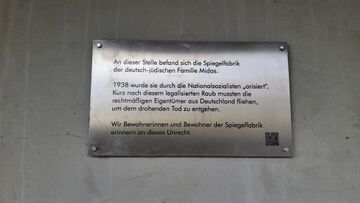 An dieser Stelle befand sich die Spiegelfabrik
der deutsch-jüdischen Familie Midas.
1938 wurde sie durch die Nationalsozialisten „arisiert".
Kurz nach diesem legalisierten Raub mussten die
rechtmäßigen Eigentümer aus Deutschland fliehen,
um dem drohenden Tod zu entgehen.
Wir Bewohnerinnen und Bewohner der Spiegelfabrik
erinnern an dieses Unrecht.